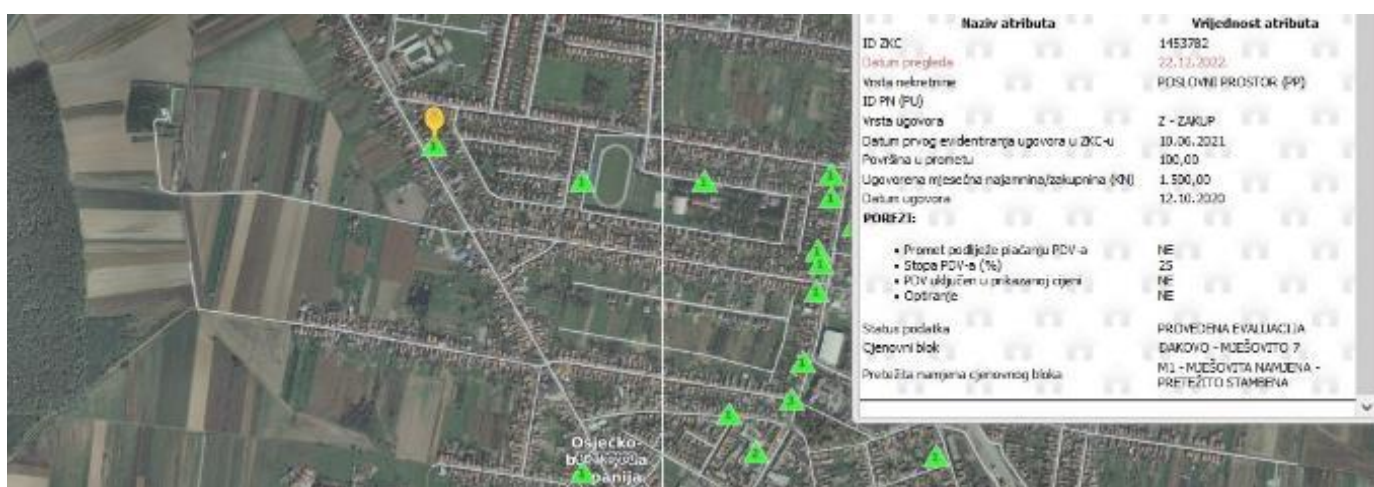 Naziv atributa Vrijednost atributa
ID ZKC 1453782
Datum pregleda 22.12.2022.
Vrsta nekretnine POSLOVNI PROSTOR (PP)
ID PN (PU)
Vrsta ugovora Z - ZAKUP
Datum prvog evidentiranja ugovora u ZKC-u 10.06.2021
Površina u prometu 100,00
Ugovorena mjesečna najamnina/zakupnina (KN) 1.500,00
Datum ugovora 12.10.2020
POREZI:
• Promet podliježe plaćanju PDV-a NE
• Stopa PDV-a (%) 25
• PDV uključen u prikazanoj cijeni NE
• Optiranje NE
Status podatka PROVEDENA EVALUACIJA
Cjenovni blok ĐAKOVO - MJEŠOVITO 7
Pretežita namjena cjenovnog bloka M1 - MJEŠOVITA NAMJENA -
PRETEŽITO STAMBENA
Osječko-